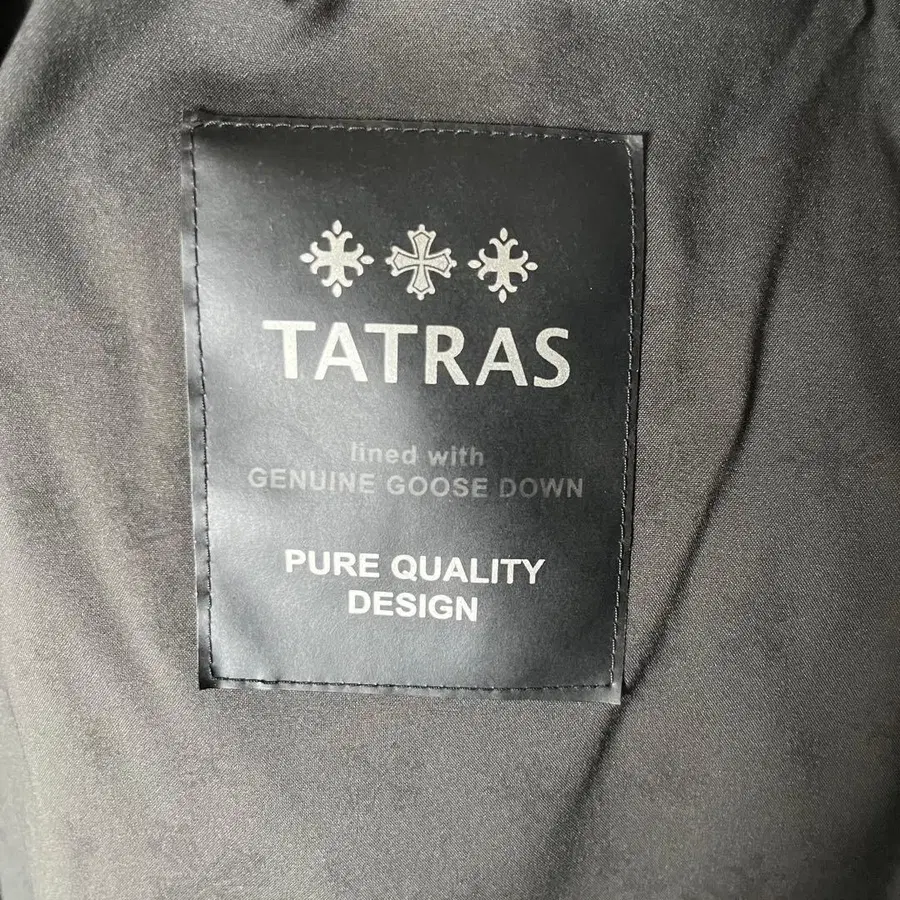 TATRAS
lined with
GENUINE GOOSE DOWN
PURE QUALITY
DESIGN